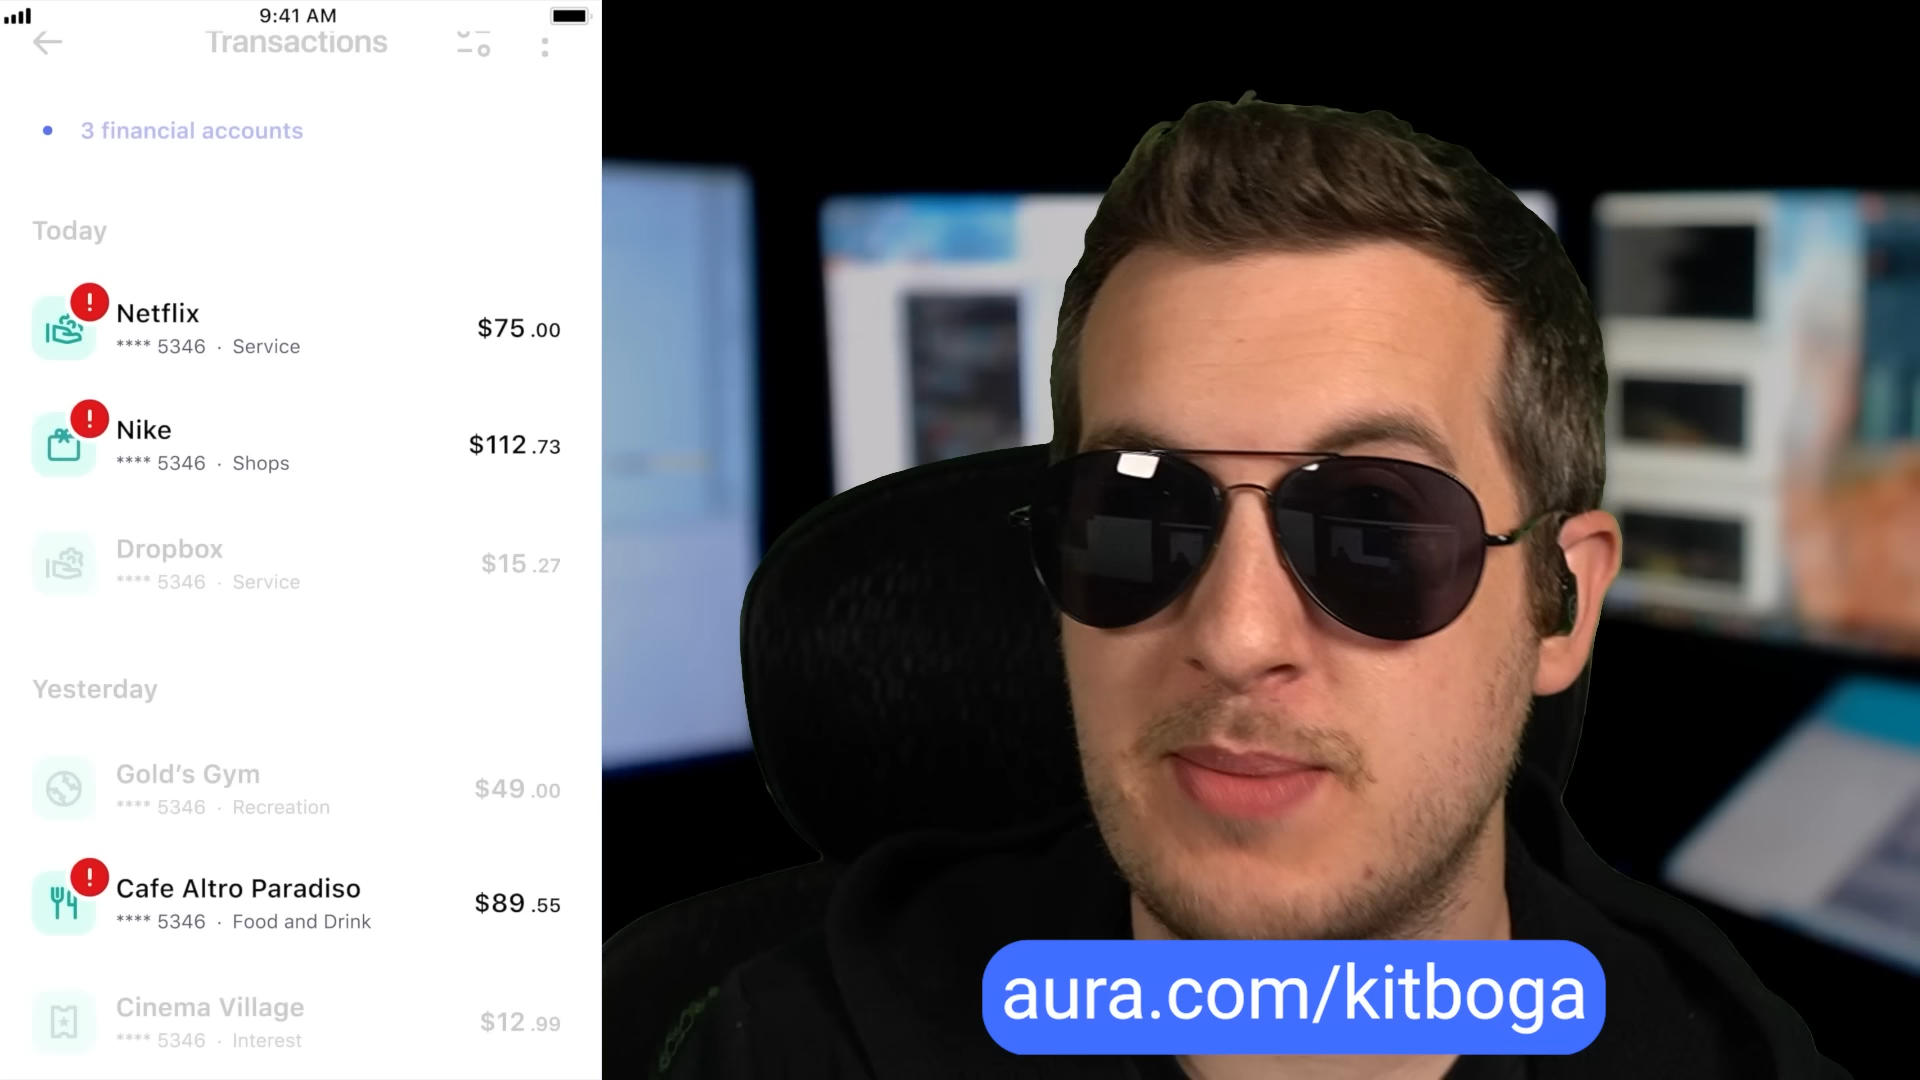 9:41 AM
Transactions
3 financial accounts
Today
!
Netflix
$75.00
**** 5346 · Service
!
Nike
$112.73
**** 5346 · Shops
Dropbox
$15.27
**** 5346 · Service
Yesterday
Gold’s Gym
$49.00
**** 5346 · Recreation
!
Cafe Altro Paradiso
$89.55
**** 5346 · Food and Drink
Cinema Village
$12.99
**** 5346 · Interest
aura.com/kitboga